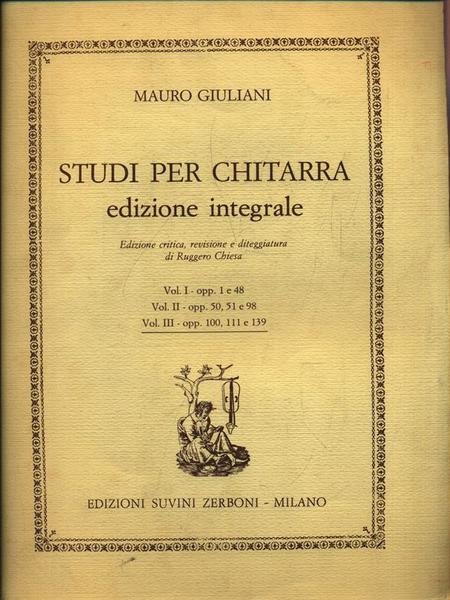 MAURO GIULIANI
STUDI PER CHITARRA
edizione integrale
Edizione critica, revisione e diteggiatura
di Ruggero Chiesa
Vol. I - opp. 1 e 48
Vol. II - opp. 50, 51 e 98
Vol. III - opp. 100, 111 e 139
EDIZIONI SUVINI ZERBONI - MILANO